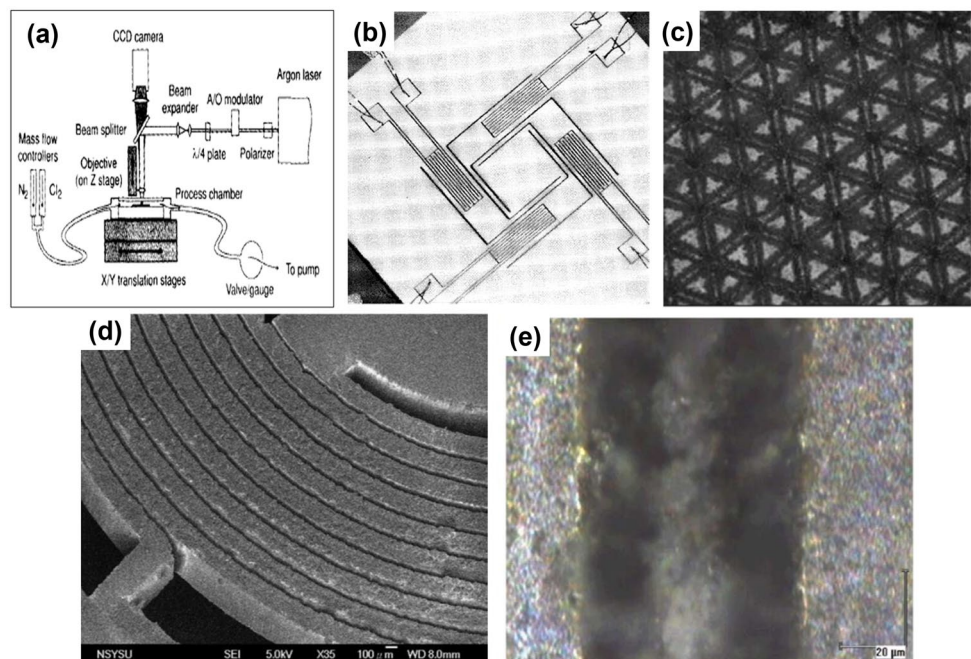 (a)
CCD camera
Argon laser
Beam
expander
A/O modulator
Beam splitter
λ/4 plate
Polarizer
Mass flow
controllers
N2
Cl2
Objective
(on Z stage)
Process chamber
X/Y translation stages
To pump
Valve/gauge
(b)
(c)
(d)
NSYSU SEI 5.0kV X35 100μm WD 8.0mm
(e)
20 μm